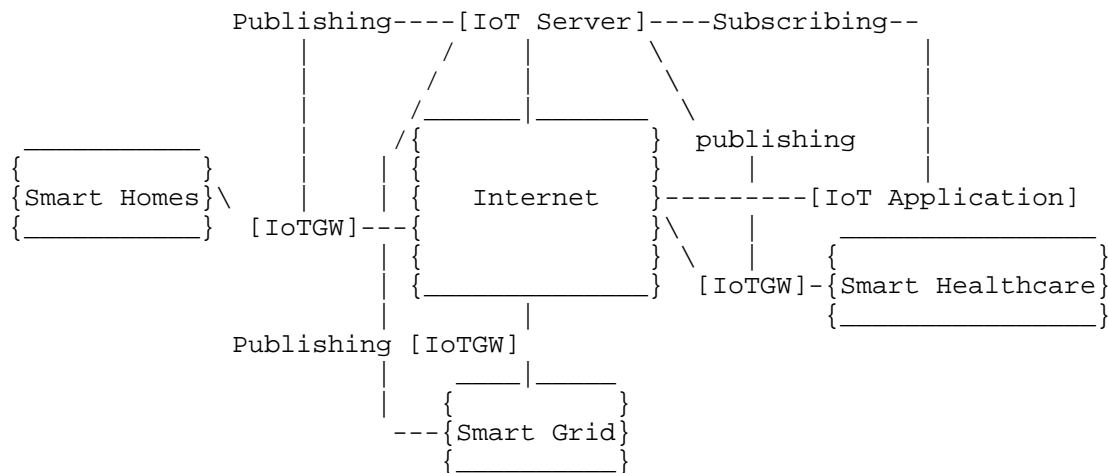 Publishing----[IoT Server]----Subscribing--
publishing
Smart Homes
Internet
[IoT Application]
[IoTGW]
[IoTGW]
Smart Healthcare
Publishing [IoTGW]
Smart Grid